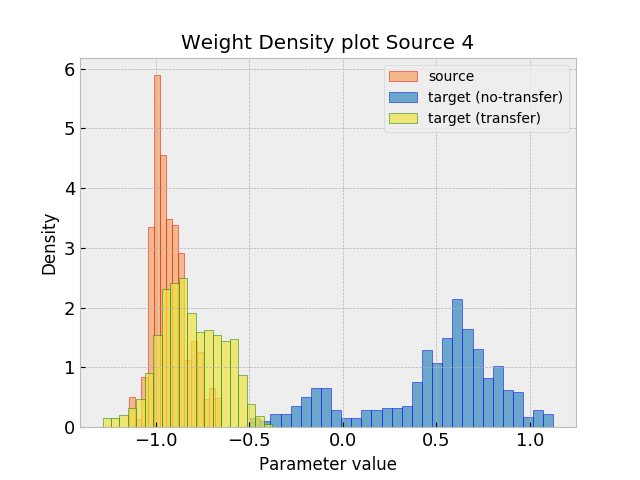 Weight Density plot Source 4
source
target (no-transfer)
target (transfer)
6
5
4
3
2
1
0
Density
−1.0 −0.5 0.0 0.5 1.0
Parameter value